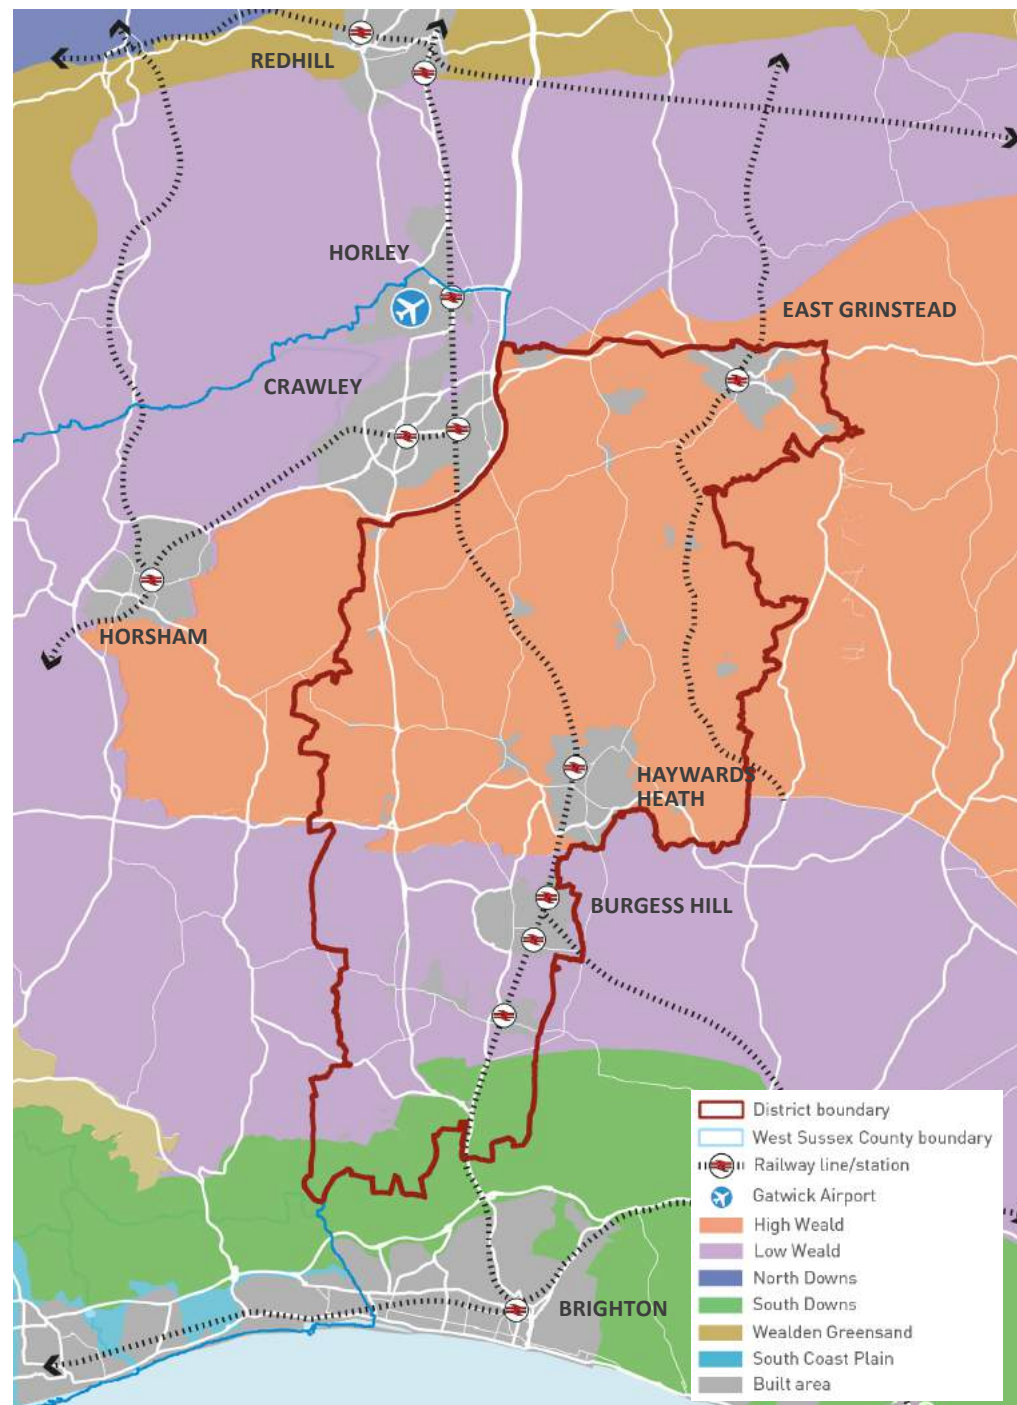 REDHILL
HORLEY
EAST GRINSTEAD
CRAWLEY
HORSHAM
HAYWARDS
HEATH
BURGESS HILL
BRIGHTON
District boundary
West Sussex County boundary
Railway line/station
Gatwick Airport
High Weald
Low Weald
North Downs
South Downs
Wealden Greensand
South Coast Plain
Built area